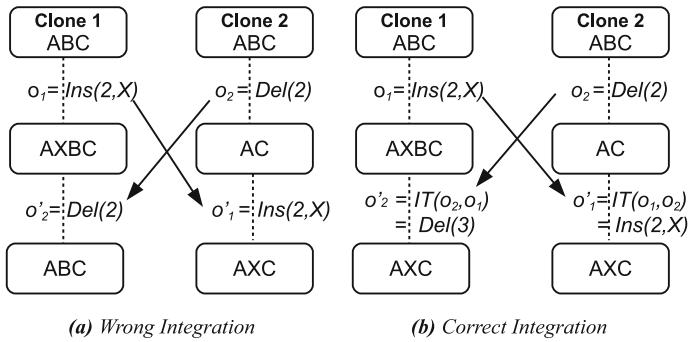 Clone 1
ABC
Clone 2
ABC
o1= Ins(2,X)
o2= Del(2)
AXBC
AC
o'2= Del(2)
o'1= Ins(2,X)
ABC
AXC
(a) Wrong Integration
Clone 1
ABC
Clone 2
ABC
o1= Ins(2,X)
o2= Del(2)
AXBC
AC
o'2 = IT(o2,o1)
= Del(3)
o'1= IT(o1,o2)
= Ins(2,X)
AXC
AXC
(b) Correct Integration